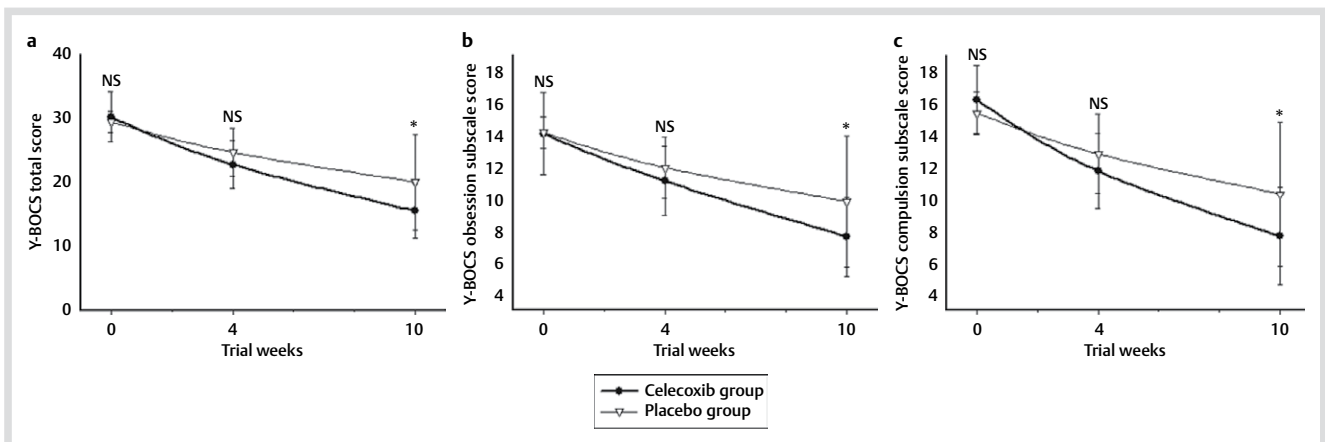 a
Y-BOCS total score
40
30
20
10
0
NS
NS
*
0
4
10
Trial weeks
b
Y-BOCS obsession subscale score
18
16
14
12
10
8
6
4
NS
NS
*
0
4
10
Trial weeks
c
Y-BOCS compulsion subscale score
18
16
14
12
10
8
6
4
NS
NS
*
0
4
10
Trial weeks
Celecoxib group
Placebo group